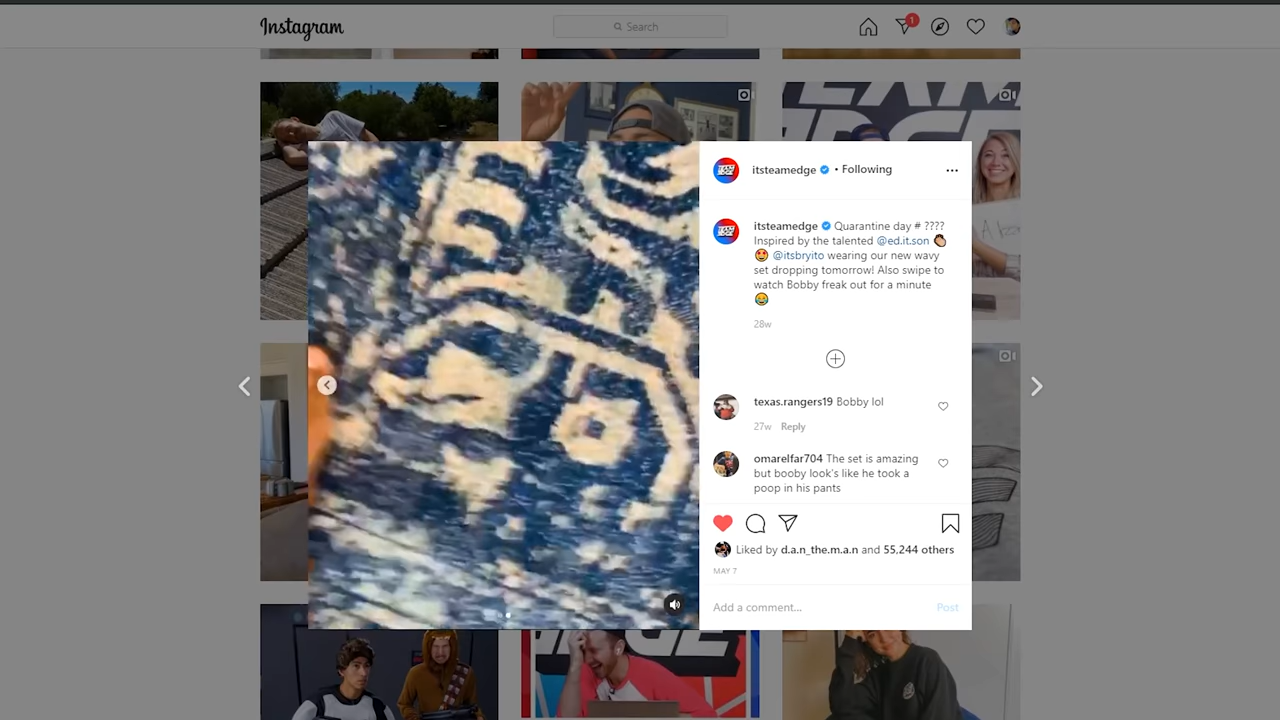 Instagram
Search
1
itsteamedge • Following
itsteamedge Quarantine day # ????
Inspired by the talented @ed.it.son
@itsbryito wearing our new wavy
set dropping tomorrow! Also swipe to
watch Bobby freak out for a minute
28w
texas.rangers19 Bobby lol
27w Reply
omarelfar704 The set is amazing
but booby look's like he took a
poop in his pants
Liked by d.a.n_the.m.a.n and 55,244 others
MAY 7
Add a comment... Post